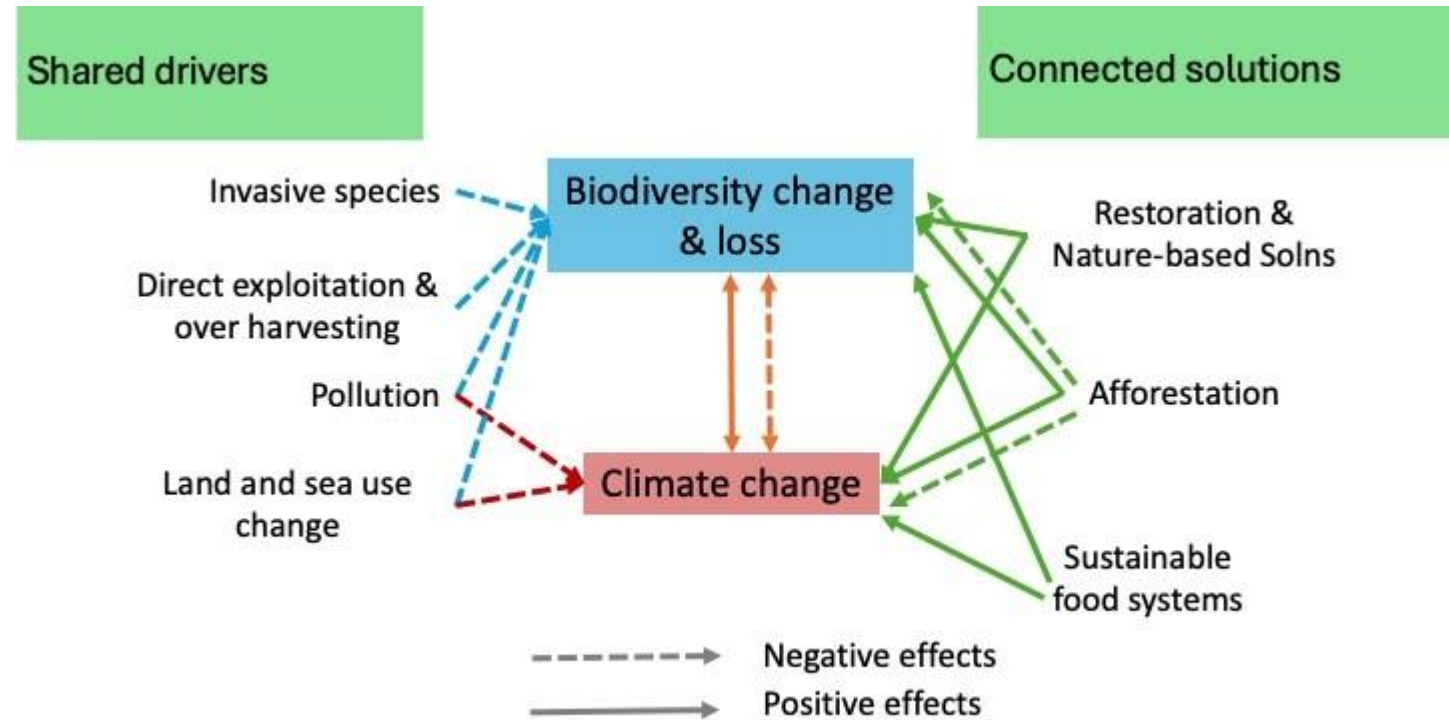 Shared drivers
Connected solutions
Invasive species
Direct exploitation &
over harvesting
Pollution
Land and sea use
change
Biodiversity change
& loss
Climate change
Restoration &
Nature-based Solns
Afforestation
Sustainable
food systems
Negative effects
Positive effects